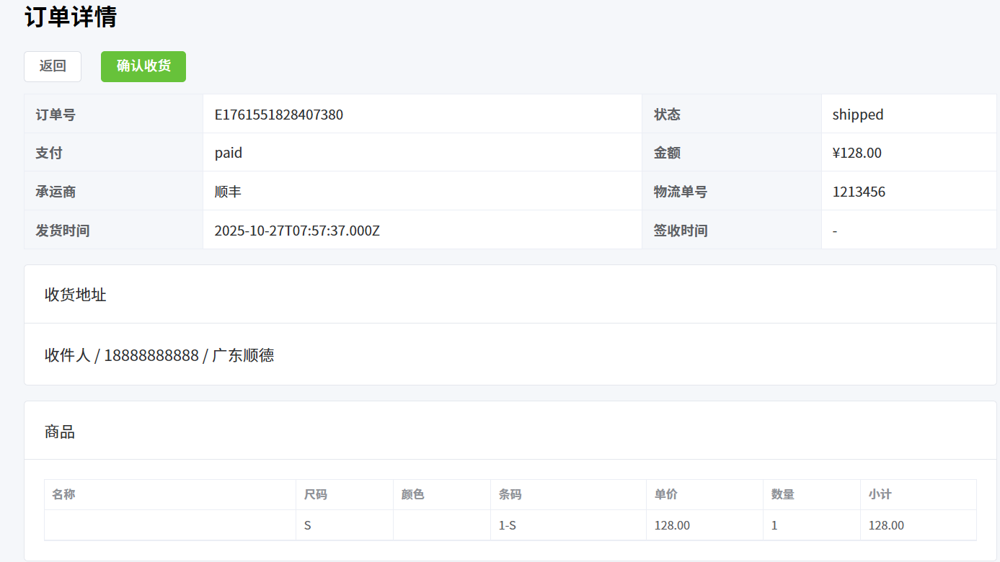 订单详情
返回 确认收货
订单号 E1761551828407380 状态 shipped
支付 paid 金额 ¥128.00
承运商 顺丰 物流单号 1213456
发货时间 2025-10-27T07:57:37.000Z 签收时间 -
收货地址
收件人 / 18888888888 / 广东顺德
商品
名称 尺码 颜色 条码 单价 数量 小计
S 1-S 128.00 1 128.00